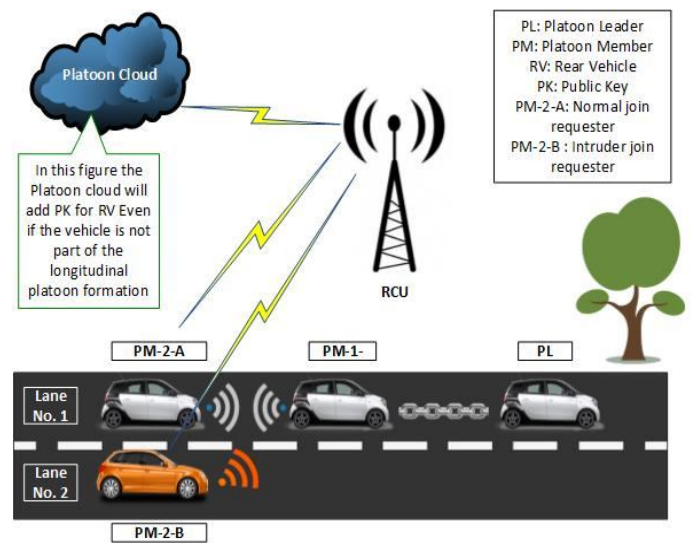 Platoon Cloud
In this figure the
Platoon cloud will
add PK for RV Even
if the vehicle is not
part of the
longitudinal
platoon formation
RCU
PL: Platoon Leader
PM: Platoon Member
RV: Rear Vehicle
PK: Public Key
PM-2-A: Normal join
requester
PM-2-B : Intruder join
requester
PM-2-A
PM-1-
PL
Lane
No. 1
Lane
No. 2
PM-2-B